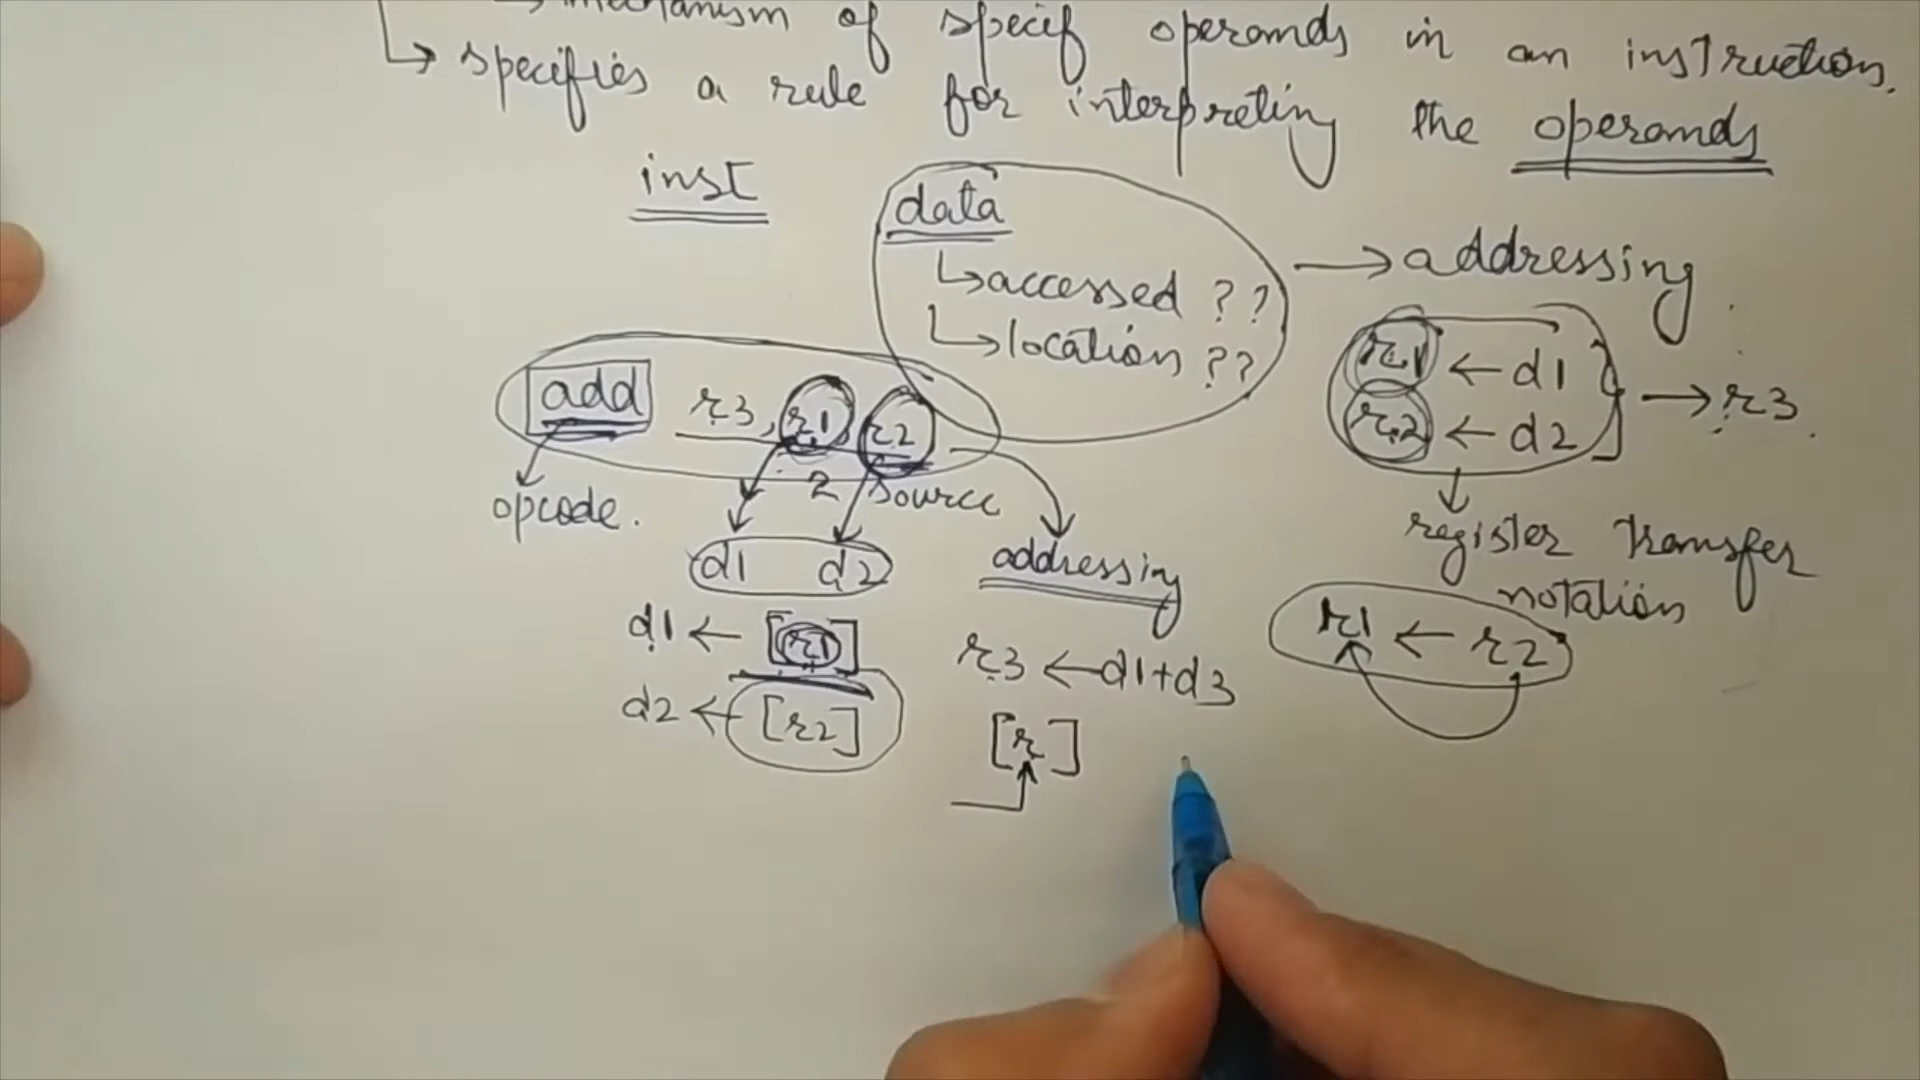 → mechanism of specif operands in an instruction.
↳ specifies a rule for interpreting the operands
inst
data
↳ accessed ??
↳ location ??
→ addressing
add r3, r1 r2
r1 ← d1
r2 ← d2
→ r3.
opcode.
2 source
d1 d2
addressing
register transfer
notation
d1 ← [r1]
d2 ← [r2]
r3 ← d1+d3
[r]
r1 ← r2